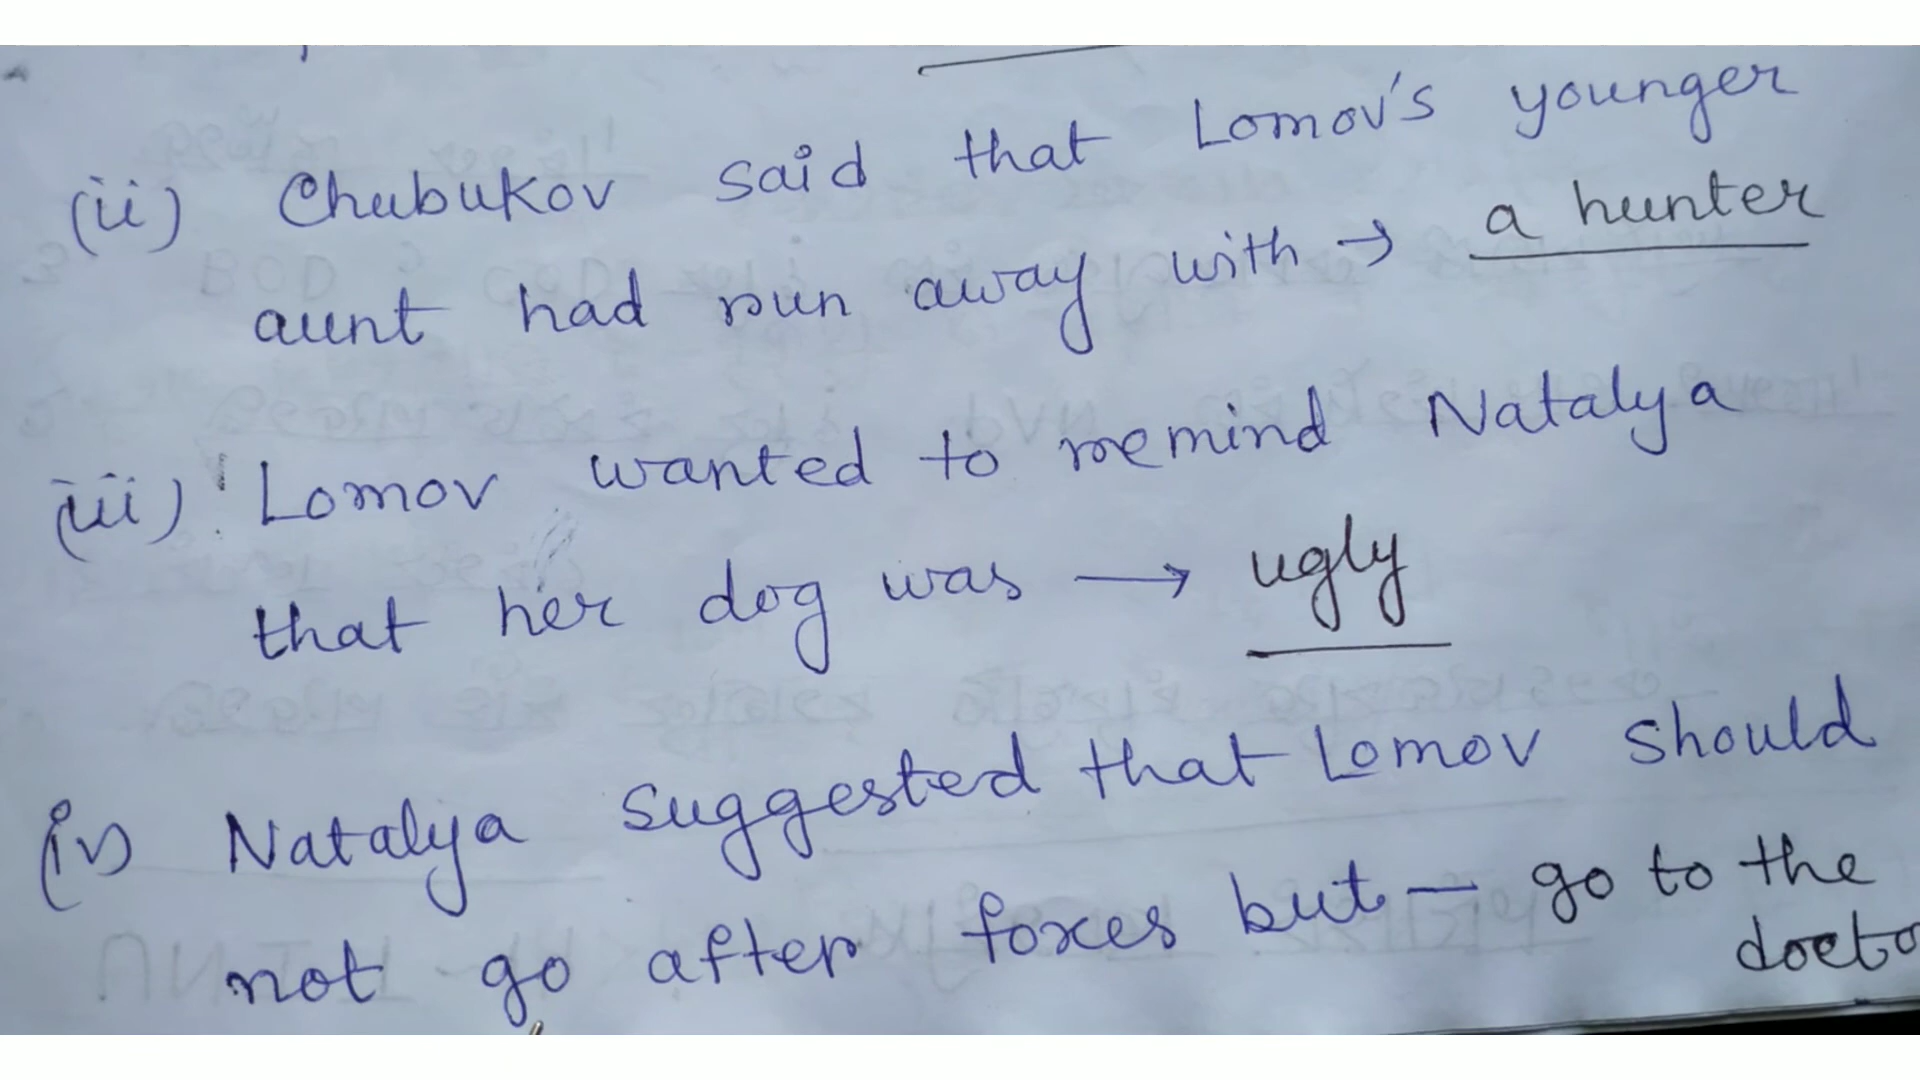 (ii) Chubukov said that Lomov's younger
aunt had run away with → a hunter
(iii) Lomov wanted to remind Natalya
that her dog was → ugly
(iv) Natalya suggested that Lomov should
not go after foxes but — go to the
docto